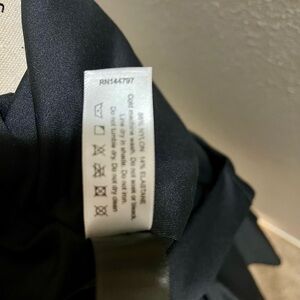 RN144797
86% NYLON 14% ELASTANE
Cold machine wash. Do not soak or bleach.
Line dry in shade. Do not iron.
Do not tumble dry. Do not dry clean